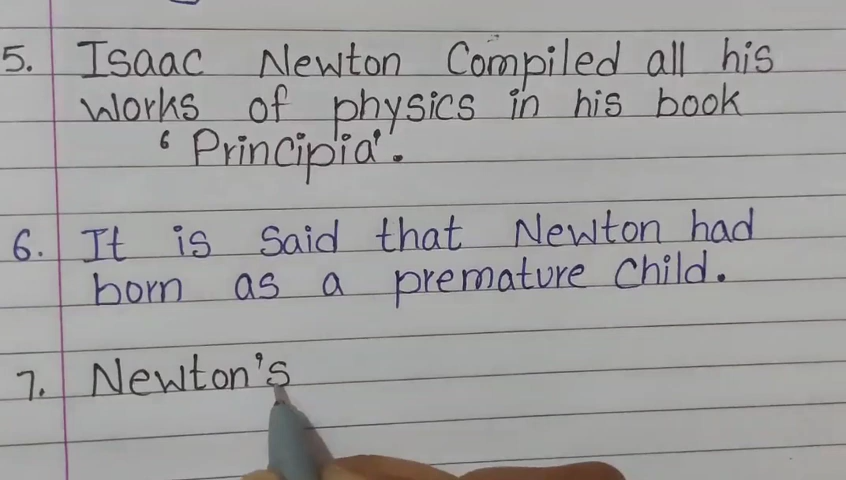 5. Isaac Newton Compiled all his
works of physics in his book
‘Principia’.
6. It is said that Newton had
born as a premature child.
7. Newton's